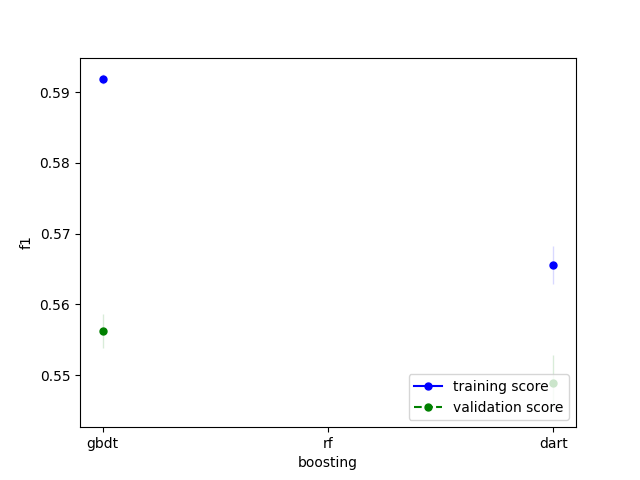 0.59
0.58
0.57
0.56
0.55
f1
gbdt
rf
dart
boosting
training score
validation score